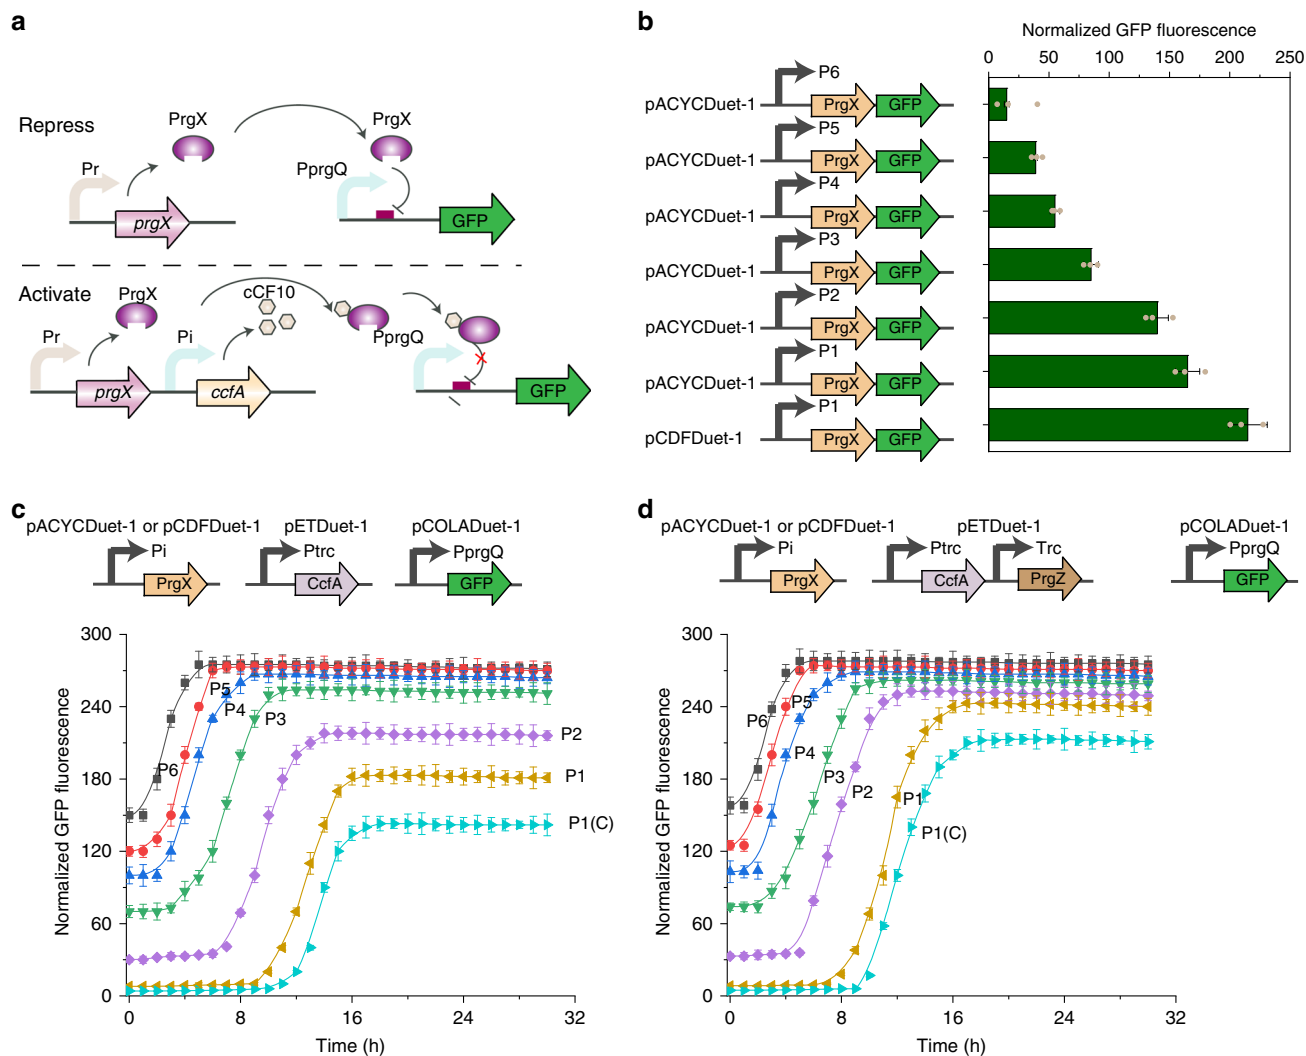 a
Repress
PrgX
PrgX
Pr
PprgQ
prgX
GFP
Activate
PrgX
cCF10
Pr
Pi
PprgQ
prgX
ccfA
GFP
b
Normalized GFP fluorescence
0 50 100 150 200 250
P6
pACYCDuet-1 PrgX GFP
P5
pACYCDuet-1 PrgX GFP
P4
pACYCDuet-1 PrgX GFP
P3
pACYCDuet-1 PrgX GFP
P2
pACYCDuet-1 PrgX GFP
P1
pACYCDuet-1 PrgX GFP
P1
pCDFDuet-1 PrgX GFP
c
pACYCDuet-1 or pCDFDuet-1 pETDuet-1 pCOLADuet-1
Pi Ptrc PprgQ
PrgX CcfA GFP
Normalized GFP fluorescence
300
240
180
120
60
0
P6
P5
P4
P3
P2
P1
P1(C)
0 8 16 24 32
Time (h)
d
pACYCDuet-1 or pCDFDuet-1 pETDuet-1 pCOLADuet-1
Pi Ptrc Trc PprgQ
PrgX CcfA PrgZ GFP
Normalized GFP fluorescence
300
240
180
120
60
0
P6
P5
P4
P3
P2
P1
P1(C)
0 8 16 24 32
Time (h)